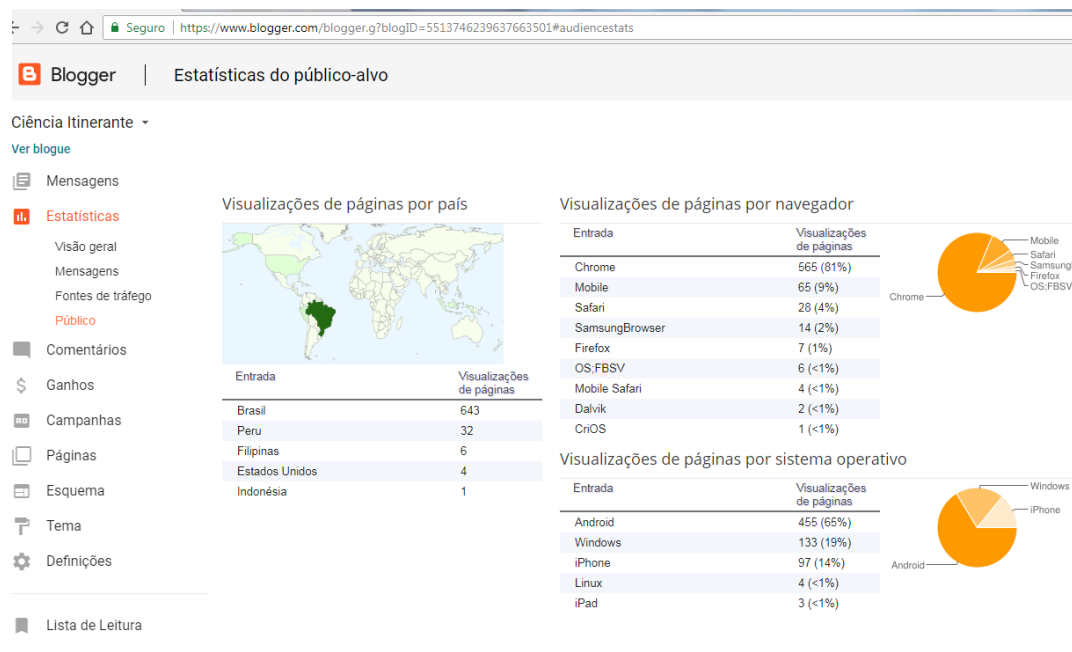 Seguro | https://www.blogger.com/blogger.g?blogID=5513746239637663501#audiencestats
Blogger | Estatísticas do público-alvo
Ciência Itinerante
Ver blogue
Mensagens
Estatísticas
Visão geral
Mensagens
Fontes de tráfego
Público
Comentários
Ganhos
Campanhas
Páginas
Esquema
Tema
Definições
Lista de Leitura
Visualizações de páginas por país
Entrada Visualizações de páginas
Brasil 643
Peru 32
Filipinas 6
Estados Unidos 4
Indonésia 1
Visualizações de páginas por navegador
Entrada Visualizações de páginas
Chrome 565 (81%)
Mobile 65 (9%)
Safari 28 (4%)
SamsungBrowser 14 (2%)
Firefox 7 (1%)
OS;FBSV 6 (<1%)
Mobile Safari 4 (<1%)
Dalvik 2 (<1%)
CriOS 1 (<1%)
Mobile
Safari
Samsung
Firefox
OS;FBSV
Chrome
Visualizações de páginas por sistema operativo
Entrada Visualizações de páginas
Android 455 (65%)
Windows 133 (19%)
iPhone 97 (14%)
Linux 4 (<1%)
iPad 3 (<1%)
Windows
iPhone
Android